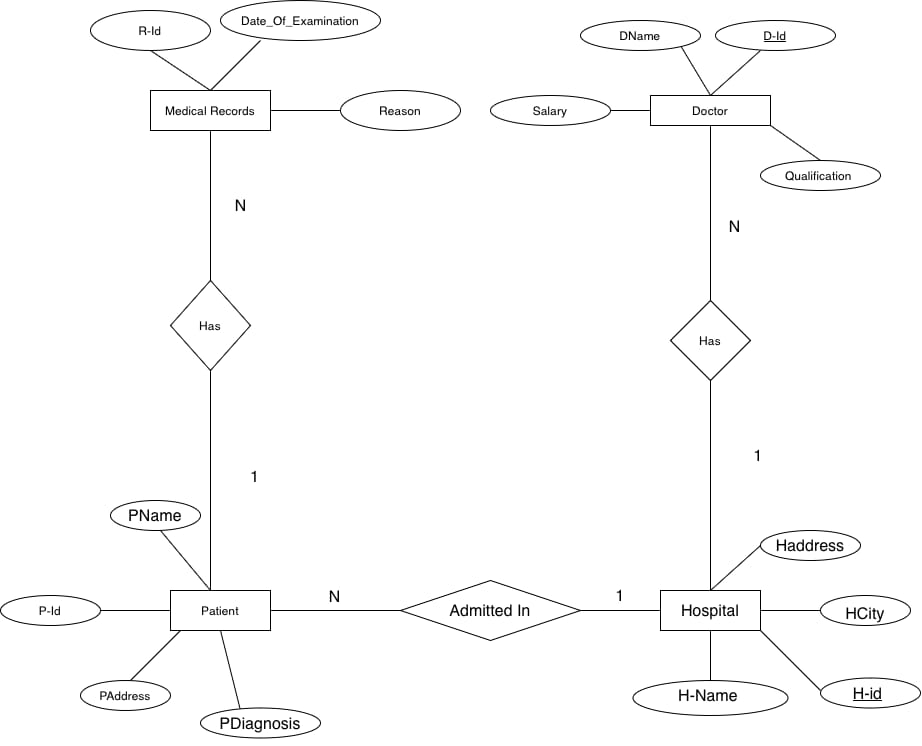 Date_Of_Examination
R-Id
DName
D-Id
Medical Records
Reason
Salary
Doctor
Qualification
N
N
Has
Has
1
1
PName
Haddress
N
1
P-Id
Patient
Admitted In
Hospital
HCity
PAddress
H-Name
H-id
PDiagnosis